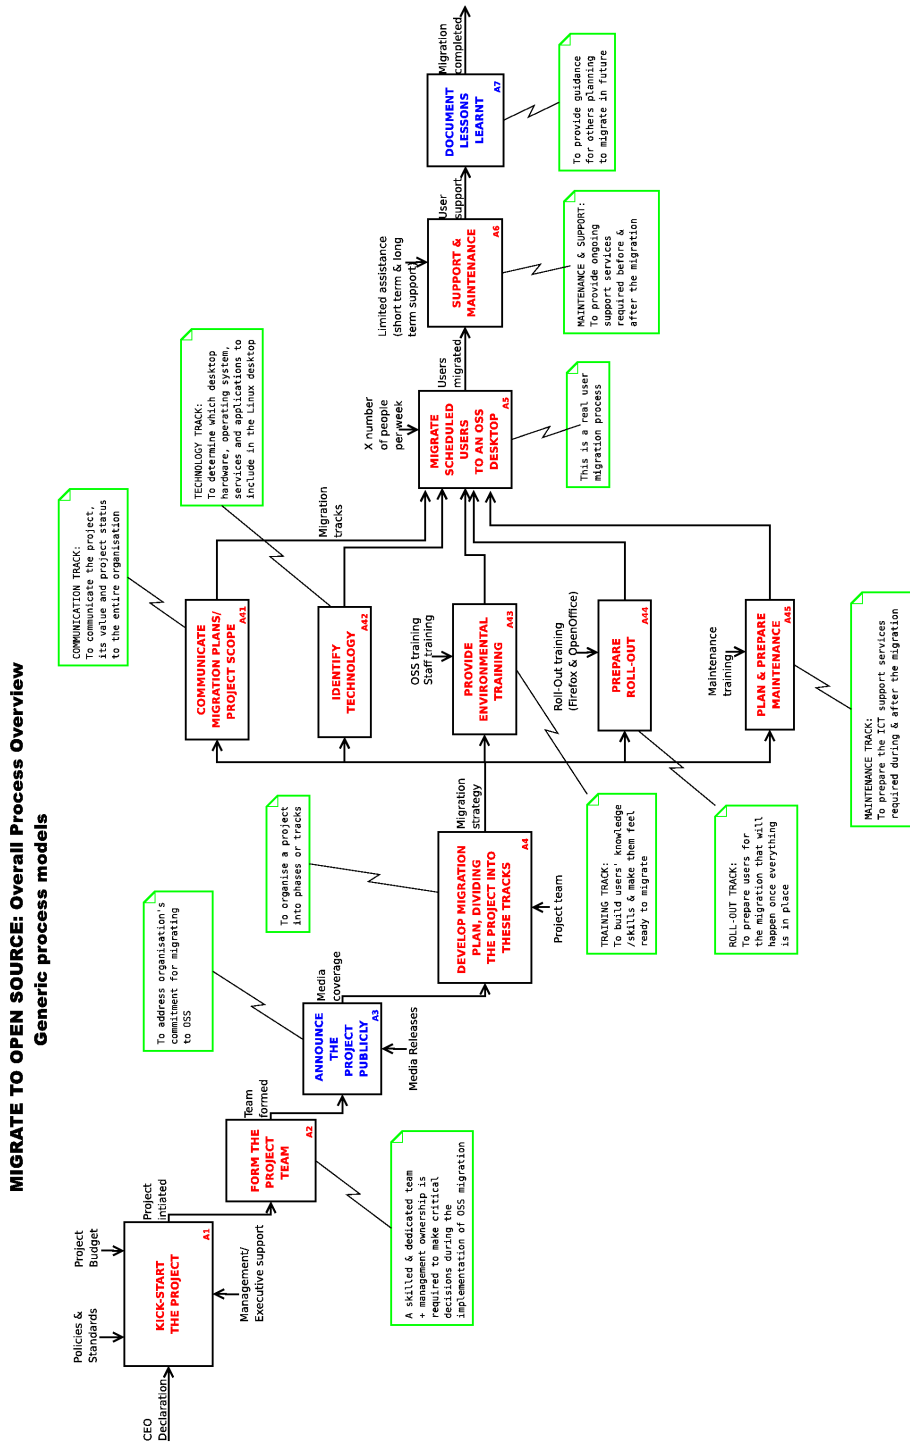 MIGRATE TO OPEN SOURCE: Overall Process Overview
Generic process models
CEO
Declaration
Policies &
Standards
Project
Budget
KICK-START
THE PROJECT
A1
Management/
Executive support
Project
intiated
FORM THE
PROJECT
TEAM
A2
A skilled & dedicated team
+ management ownership is
required to make critical
decisions during the
implementation of OSS migration
Team
formed
ANNOUNCE
THE
PROJECT
PUBLICLY
A3
Media Releases
To address organisation's
commitment for migrating
to OSS
Media
coverage
DEVELOP MIGRATION
PLAN, DIVIDING
THE PROJECT INTO
THESE TRACKS
A4
Project team
To organise a project
into phases or tracks
Migration
strategy
COMMUNICATE
MIGRATION PLANS/
PROJECT SCOPE
A41
COMMUNICATION TRACK:
To communicate the project,
its value and project status
to the entire organisation
IDENTIFY
TECHNOLOGY
A42
TECHNOLOGY TRACK:
To determine which desktop
hardware, operating system,
services and applications to
include in the Linux desktop
OSS training
Staff training
PROVIDE
ENVIRONMENTAL
TRAINING
A43
TRAINING TRACK:
To build users' knowledge
/skills & make them feel
ready to migrate
Roll-Out training
(Firefox & OpenOffice)
PREPARE
ROLL-OUT
A44
ROLL-OUT TRACK:
To prepare users for
the migration that will
happen once everything
is in place
Maintenance
training
PLAN & PREPARE
MAINTENANCE
A45
MAINTENANCE TRACK:
To prepare the ICT support services
required during & after the migration
Migration
tracks
X number
of people
per week
MIGRATE
SCHEDULED
USERS
TO AN OSS
DESKTOP
A5
This is a real user
migration process
Users
migrated
Limited assistance
(short term & long
term support)
SUPPORT &
MAINTENANCE
A6
MAINTENANCE & SUPPORT:
To provide ongoing
support services
required before &
after the migration
User
support
DOCUMENT
LESSONS
LEARNT
A7
To provide guidance
for others planning
to migrate in future
Migration
completed